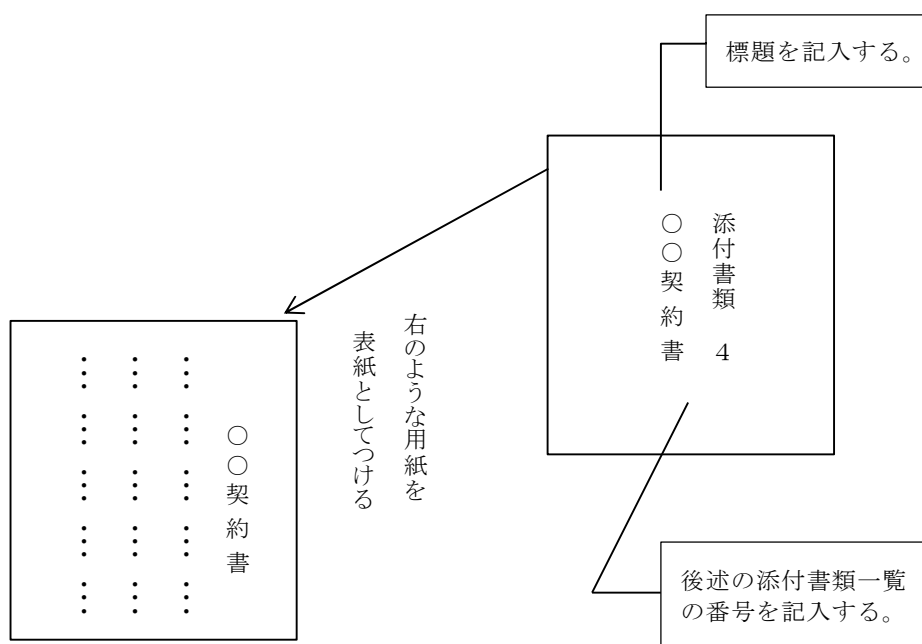 標題を記入する。
添付書類　４
○○契約書
右のような用紙を
表紙としてつける
○○契約書
後述の添付書類一覧
の番号を記入する。